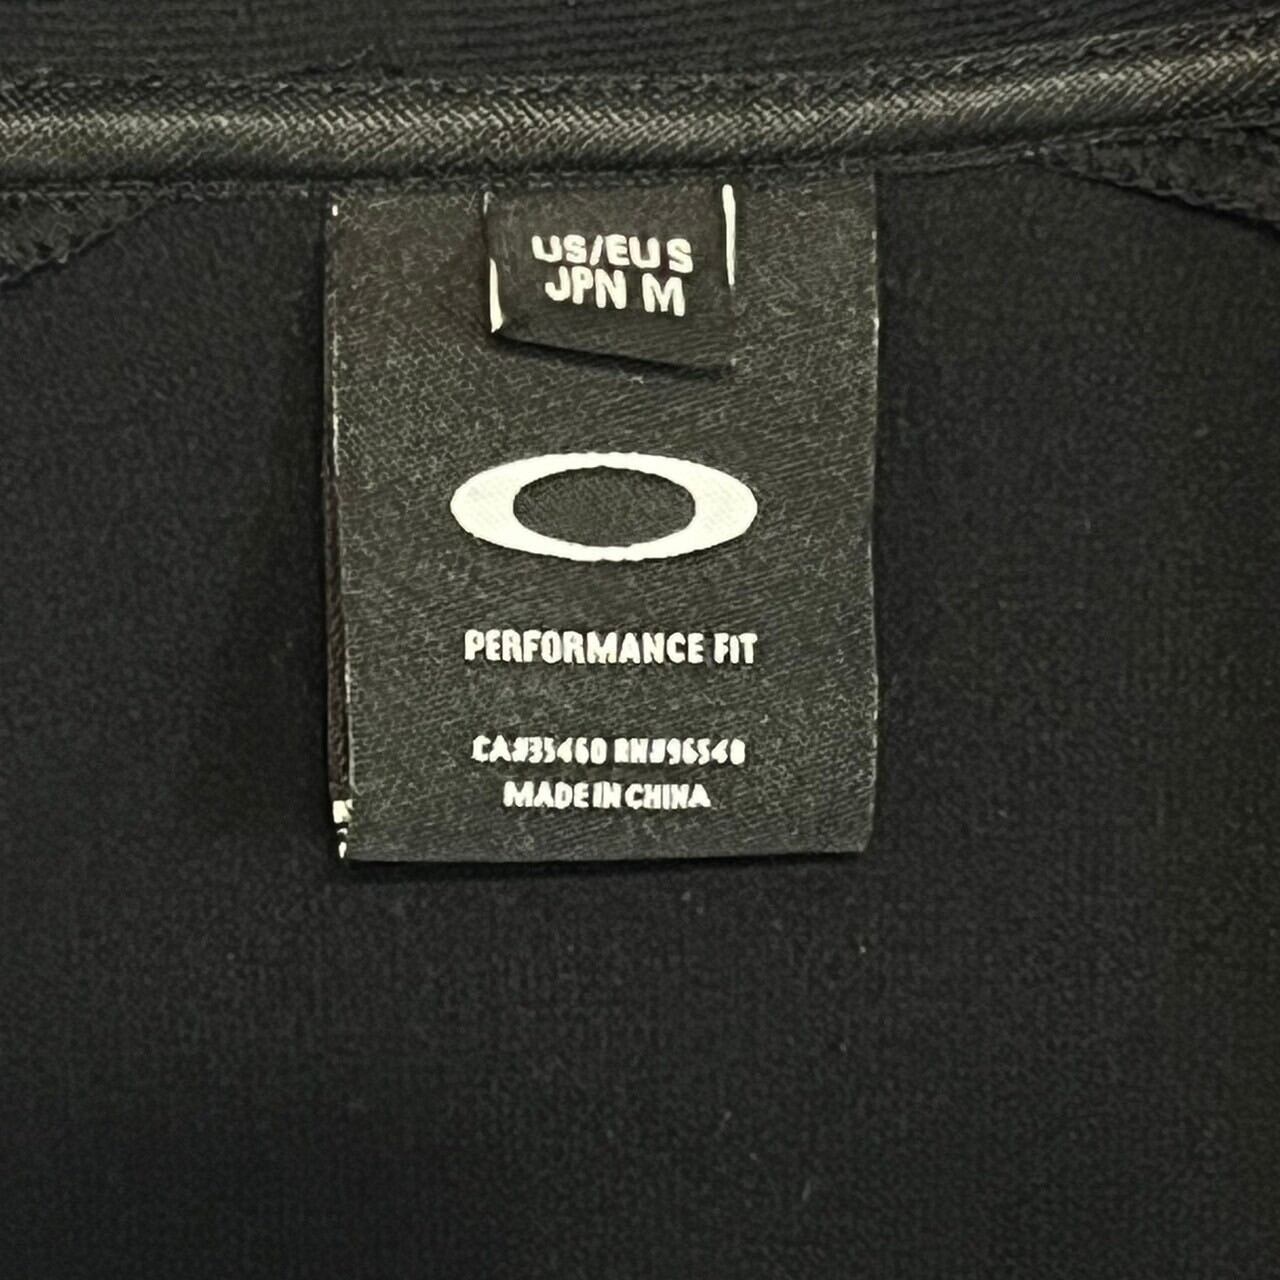 US/EU S
JPN M
PERFORMANCE FIT
CA#35460 RN#96548
MADE IN CHINA